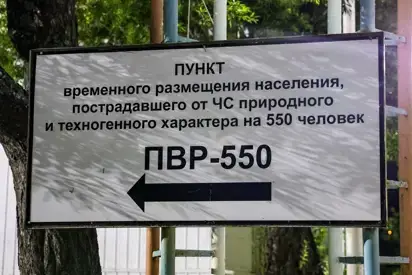 ПУНКТ
временного размещения населения,
пострадавшего от ЧС природного
и техногенного характера на 550 человек
ПВР-550